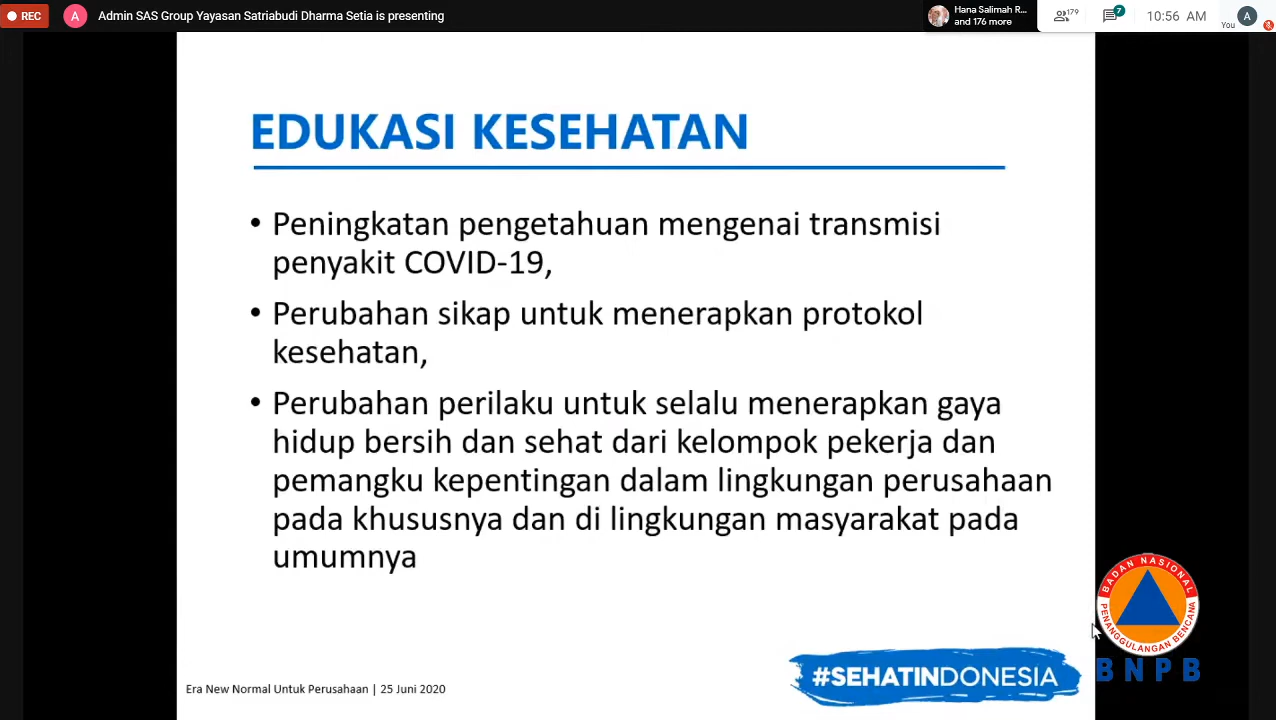 REC
A
Admin SAS Group Yayasan Satriabudi Dharma Setia is presenting
Hana Salimah R...
and 176 more
179
7
10:56 AM
You
A
EDUKASI KESEHATAN
• Peningkatan pengetahuan mengenai transmisi
penyakit COVID-19,
• Perubahan sikap untuk menerapkan protokol
kesehatan,
• Perubahan perilaku untuk selalu menerapkan gaya
hidup bersih dan sehat dari kelompok pekerja dan
pemangku kepentingan dalam lingkungan perusahaan
pada khususnya dan di lingkungan masyarakat pada
umumnya
BADAN NASIONAL
PENANGGULANGAN BENCANA
BNPB
#SEHATINDONESIA
Era New Normal Untuk Perusahaan | 25 Juni 2020